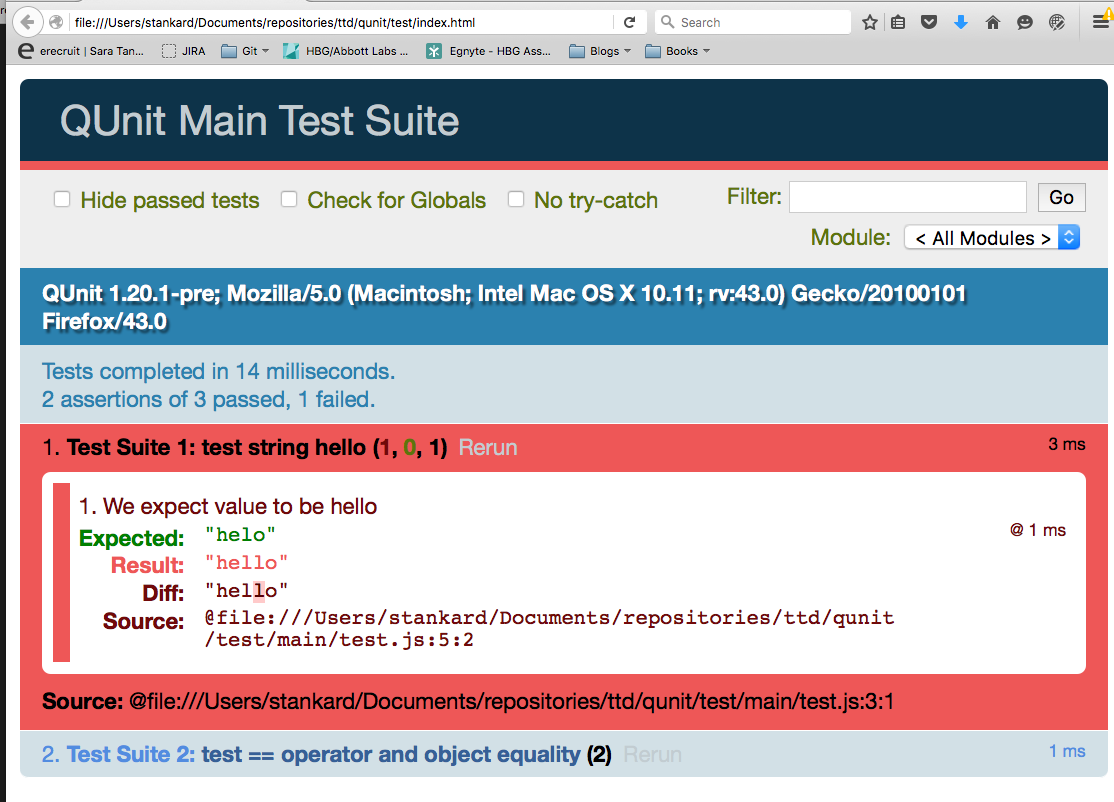 file:///Users/stankard/Documents/repositories/ttd/qunit/test/index.html
Search
erecruit | Sara Tan...
JIRA
Git
HBG/Abbott Labs ...
Egnyte - HBG Ass...
Blogs
Books
QUnit Main Test Suite
Hide passed tests
Check for Globals
No try-catch
Filter:
Go
Module:
< All Modules >
QUnit 1.20.1-pre; Mozilla/5.0 (Macintosh; Intel Mac OS X 10.11; rv:43.0) Gecko/20100101
Firefox/43.0
Tests completed in 14 milliseconds.
2 assertions of 3 passed, 1 failed.
1. Test Suite 1: test string hello (1, 0, 1) Rerun
3 ms
1. We expect value to be hello
@ 1 ms
Expected: "helo"
Result: "hello"
Diff: "hello"
Source: @file:///Users/stankard/Documents/repositories/ttd/qunit
/test/main/test.js:5:2
Source: @file:///Users/stankard/Documents/repositories/ttd/qunit/test/main/test.js:3:1
2. Test Suite 2: test == operator and object equality (2) Rerun
1 ms